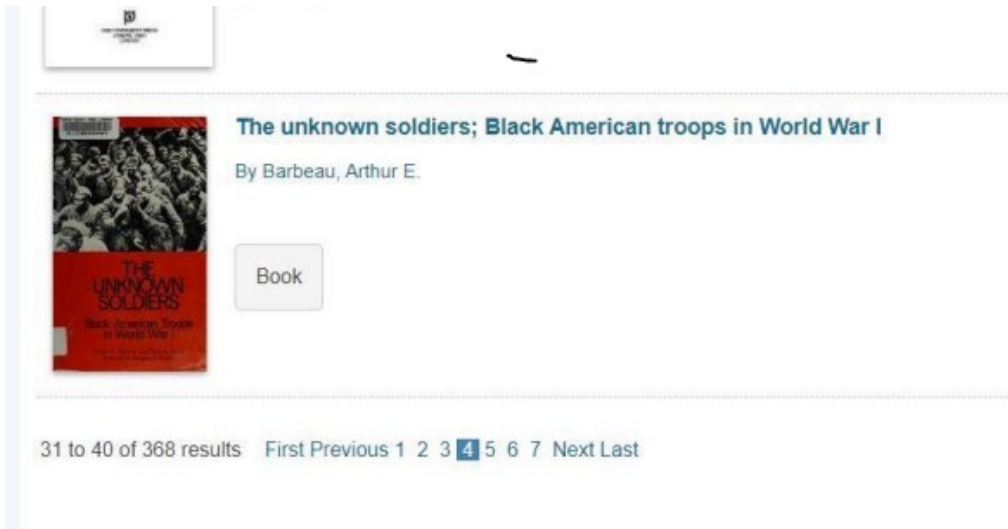 The unknown soldiers; Black American troops in World War I
By Barbeau, Arthur E.
THE
UNKNOWN
SOLDIERS
Black American Troops
in World War I
Book
31 to 40 of 368 results First Previous 1 2 3 4 5 6 7 Next Last